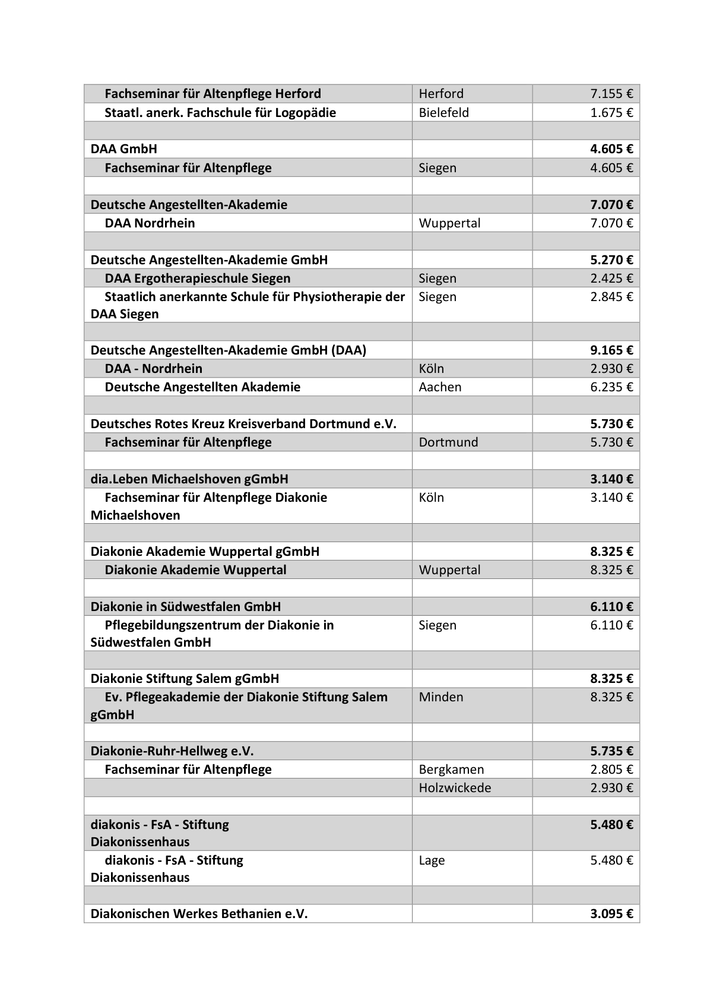 Fachseminar für Altenpflege Herford Herford 7.155 €
Staatl. anerk. Fachschule für Logopädie Bielefeld 1.675 €
DAA GmbH 4.605 €
Fachseminar für Altenpflege Siegen 4.605 €
Deutsche Angestellten-Akademie 7.070 €
DAA Nordrhein Wuppertal 7.070 €
Deutsche Angestellten-Akademie GmbH 5.270 €
DAA Ergotherapieschule Siegen Siegen 2.425 €
Staatlich anerkannte Schule für Physiotherapie der Siegen 2.845 €
DAA Siegen
Deutsche Angestellten-Akademie GmbH (DAA) 9.165 €
DAA - Nordrhein Köln 2.930 €
Deutsche Angestellten Akademie Aachen 6.235 €
Deutsches Rotes Kreuz Kreisverband Dortmund e.V. 5.730 €
Fachseminar für Altenpflege Dortmund 5.730 €
dia.Leben Michaelshoven gGmbH 3.140 €
Fachseminar für Altenpflege Diakonie Köln 3.140 €
Michaelshoven
Diakonie Akademie Wuppertal gGmbH 8.325 €
Diakonie Akademie Wuppertal Wuppertal 8.325 €
Diakonie in Südwestfalen GmbH 6.110 €
Pflegebildungszentrum der Diakonie in Siegen 6.110 €
Südwestfalen GmbH
Diakonie Stiftung Salem gGmbH 8.325 €
Ev. Pflegeakademie der Diakonie Stiftung Salem Minden 8.325 €
gGmbH
Diakonie-Ruhr-Hellweg e.V. 5.735 €
Fachseminar für Altenpflege Bergkamen 2.805 €
Holzwickede 2.930 €
diakonis - FsA - Stiftung 5.480 €
Diakonissenhaus
diakonis - FsA - Stiftung Lage 5.480 €
Diakonissenhaus
Diakonischen Werkes Bethanien e.V. 3.095 €